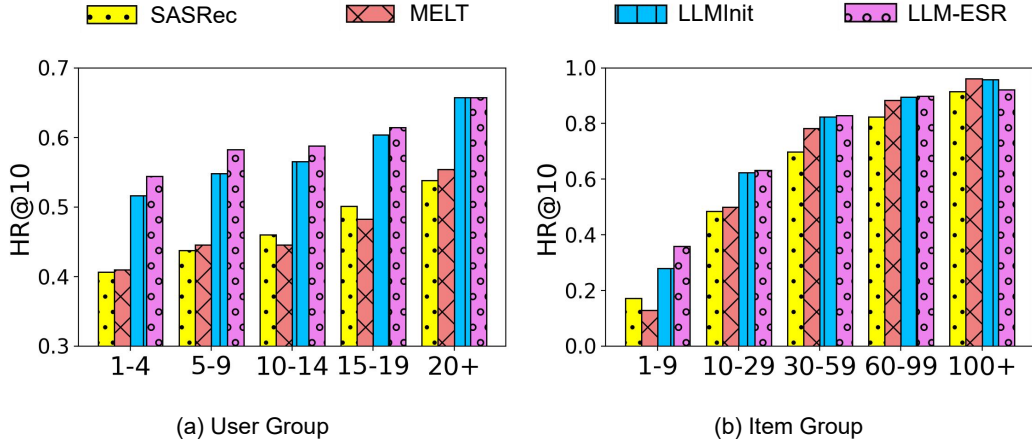 SASRec MELT LLMInit LLM-ESR
HR@10
0.7
0.6
0.5
0.4
0.3
1-4 5-9 10-14 15-19 20+
(a) User Group
HR@10
1.0
0.8
0.6
0.4
0.2
0.0
1-9 10-29 30-59 60-99 100+
(b) Item Group